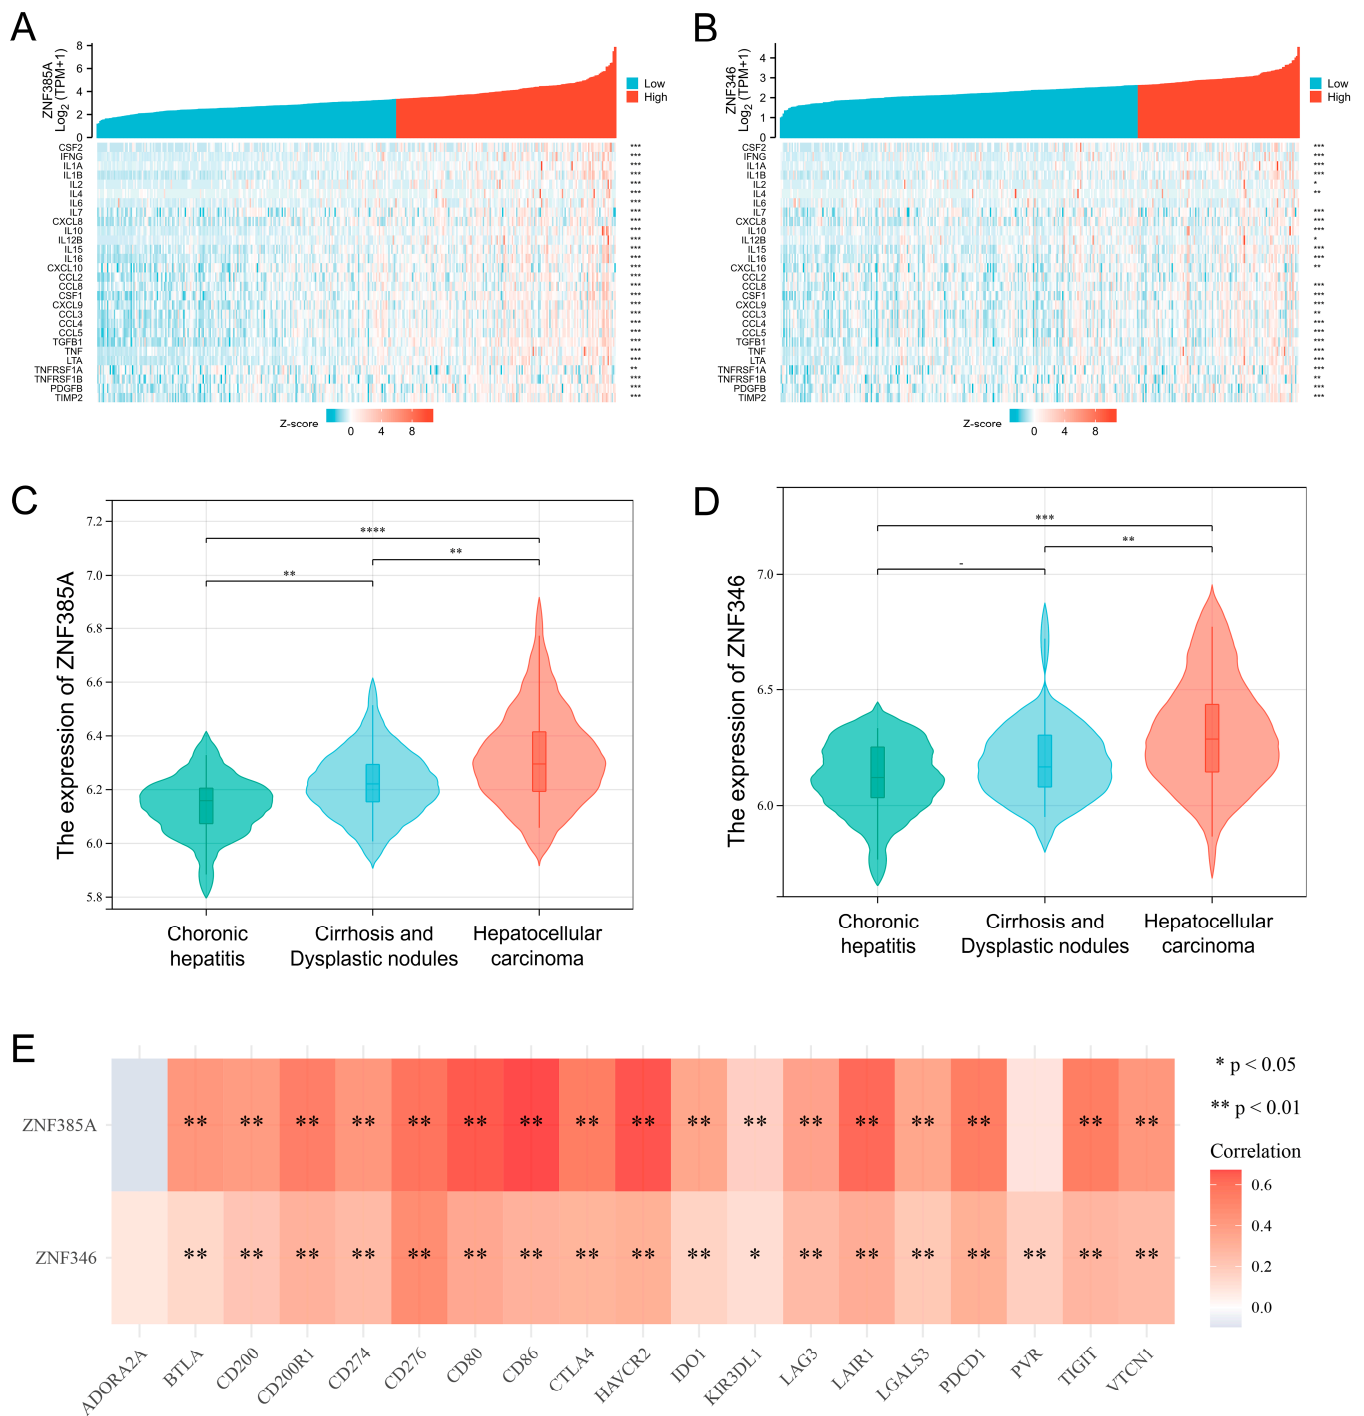 A
ZNF385A
Log2 (TPM+1)
8
6
4
2
0
Low
High
CSF2 ***
IFNG ***
IL1A ***
IL1B ***
IL2 ***
IL4 ***
IL6 ***
IL7 ***
CXCL8 ***
IL10 ***
IL12B ***
IL15 ***
IL16 ***
CXCL10 ***
CCL2 ***
CCL8 ***
CSF1 ***
CXCL9 ***
CCL3 ***
CCL4 ***
CCL5 ***
TGFB1 ***
TNF ***
LTA ***
TNFRSF1A **
TNFRSF1B ***
PDGFB ***
TIMP2 ***
Z-score
0 4 8
B
ZNF346
Log2 (TPM+1)
4
3
2
1
0
Low
High
CSF2 ***
IFNG ***
IL1A ***
IL1B ***
IL2 *
IL4 **
IL6
IL7 ***
CXCL8 ***
IL10 ***
IL12B *
IL15 ***
IL16 ***
CXCL10 **
CCL2
CCL8 ***
CSF1 ***
CXCL9 ***
CCL3 **
CCL4 ***
CCL5 ***
TGFB1 ***
TNF ***
LTA ***
TNFRSF1A ***
TNFRSF1B **
PDGFB ***
TIMP2 ***
Z-score
0 4 8
C
The expression of ZNF385A
7.2
7.0
6.8
6.6
6.4
6.2
6.0
5.8
****
**
**
Choronic
hepatitis
Cirrhosis and
Dysplastic nodules
Hepatocellular
carcinoma
D
The expression of ZNF346
7.0
6.5
6.0
***
**
-
Choronic
hepatitis
Cirrhosis and
Dysplastic nodules
Hepatocellular
carcinoma
E
ZNF385A
** ** ** ** ** ** ** ** ** ** ** ** ** ** ** ** **
ZNF346
** ** ** ** ** ** ** ** ** ** * ** ** ** ** ** ** **
ADORA2A
BTLA
CD200
CD200R1
CD274
CD276
CD80
CD86
CTLA4
HAVCR2
IDO1
KIR3DL1
LAG3
LAIR1
LGALS3
PDCD1
PVR
TIGIT
VTCN1
* p < 0.05
** p < 0.01
Correlation
0.6
0.4
0.2
0.0